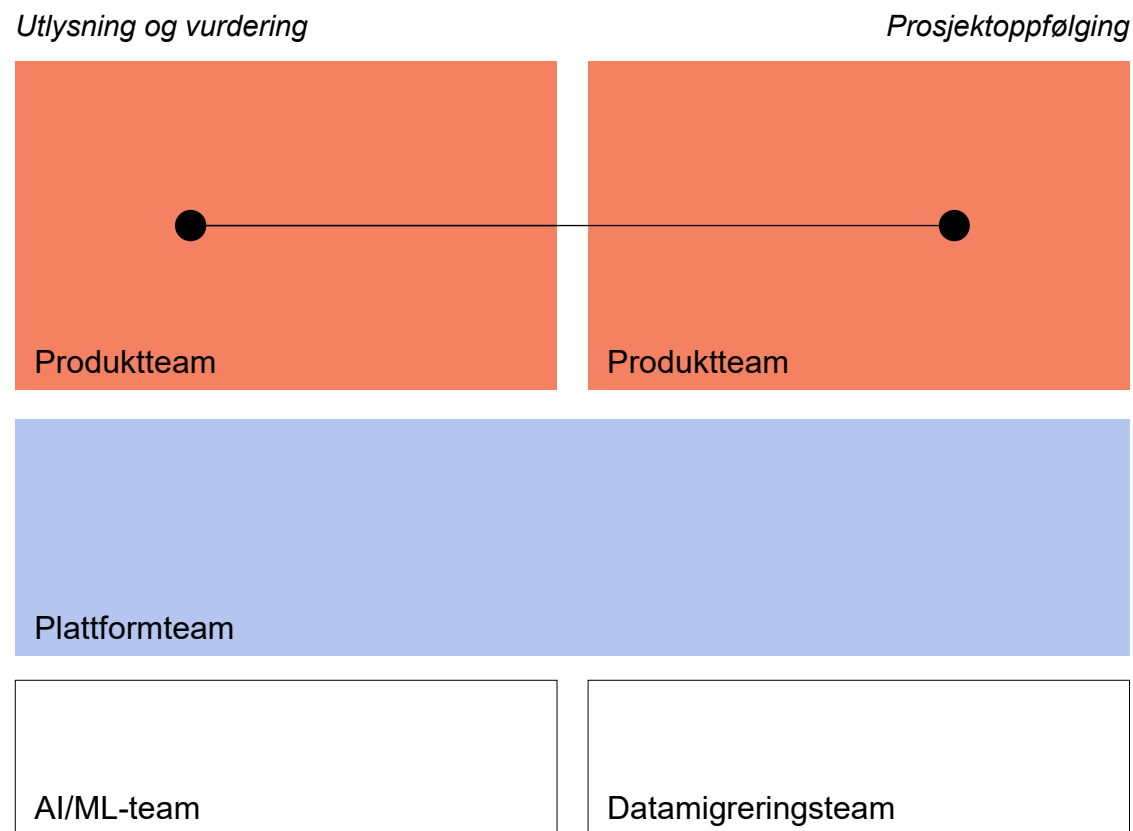 Utlysning og vurdering
Prosjektoppfølging
Produktteam
Produktteam
Plattformteam
AI/ML-team
Datamigreringsteam